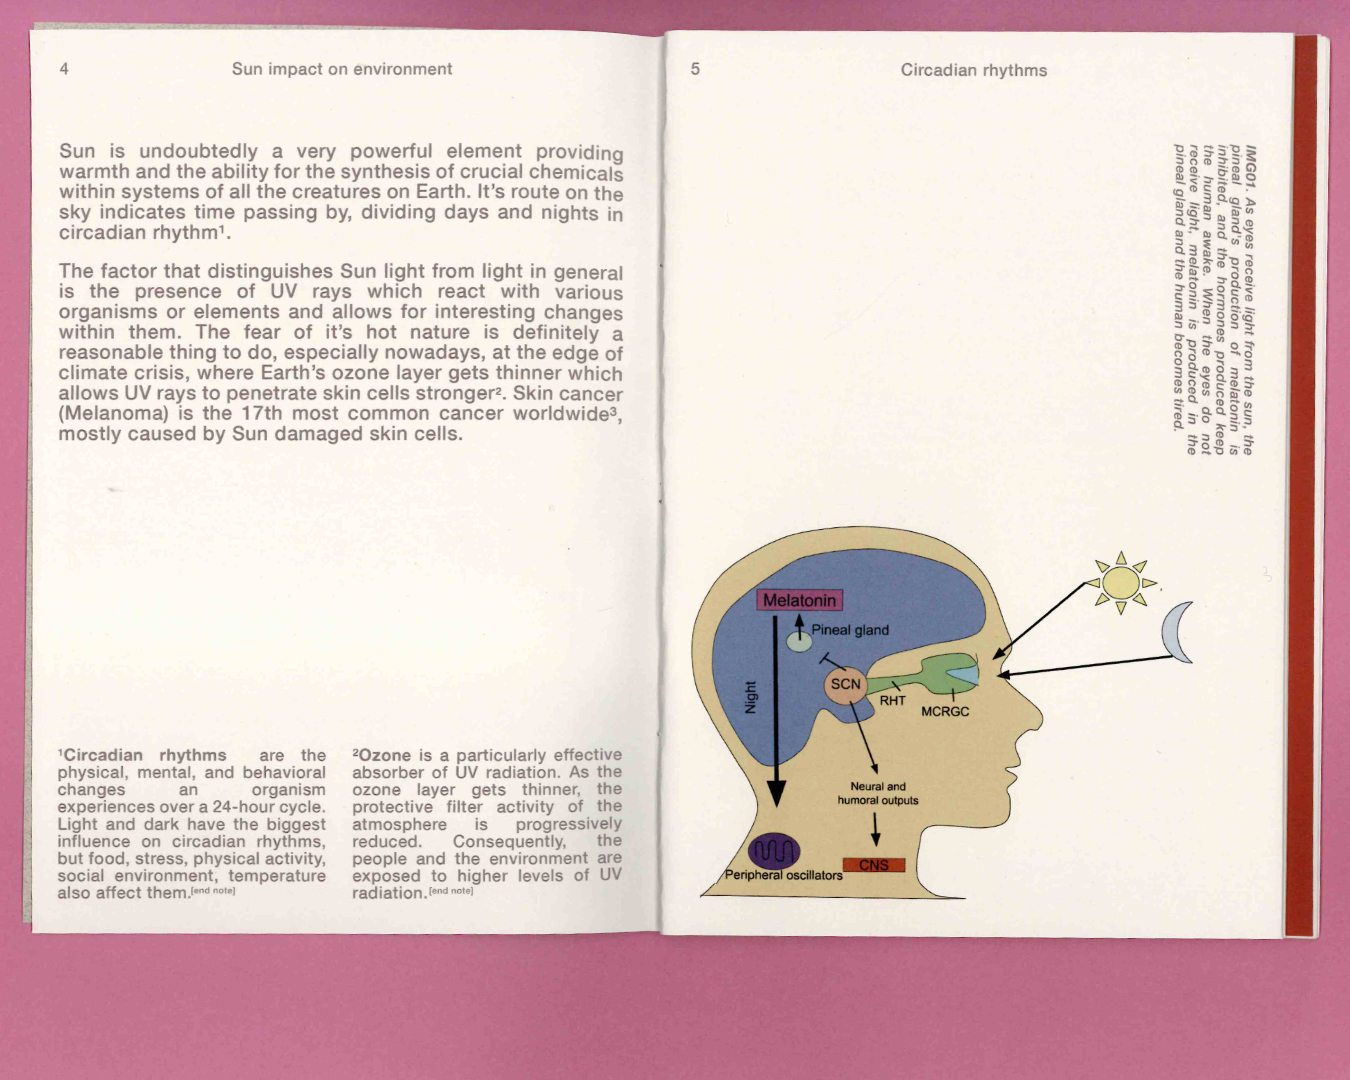 4
Sun impact on environment
Sun is undoubtedly a very powerful element providing
warmth and the ability for the synthesis of crucial chemicals
within systems of all the creatures on Earth. It's route on the
sky indicates time passing by, dividing days and nights in
circadian rhythm¹.
The factor that distinguishes Sun light from light in general
is the presence of UV rays which react with various
organisms or elements and allows for interesting changes
within them. The fear of it's hot nature is definitely a
reasonable thing to do, especially nowadays, at the edge of
climate crisis, where Earth's ozone layer gets thinner which
allows UV rays to penetrate skin cells stronger². Skin cancer
(Melanoma) is the 17th most common cancer worldwide³,
mostly caused by Sun damaged skin cells.
¹Circadian rhythms are the
physical, mental, and behavioral
changes an organism
experiences over a 24-hour cycle.
Light and dark have the biggest
influence on circadian rhythms,
but food, stress, physical activity,
social environment, temperature
also affect them.[end note]
²Ozone is a particularly effective
absorber of UV radiation. As the
ozone layer gets thinner, the
protective filter activity of the
atmosphere is progressively
reduced. Consequently, the
people and the environment are
exposed to higher levels of UV
radiation.[end note]
5
Circadian rhythms
IMG01. As eyes receive light from the sun, the
pineal gland's production of melatonin is
inhibited, and the hormones produced keep
the human awake. When the eyes do not
receive light, melatonin is produced in the
pineal gland and the human becomes tired.
Melatonin
Pineal gland
SCN
Night
RHT
MCRGC
Neural and
humoral outputs
CNS
Peripheral oscillators